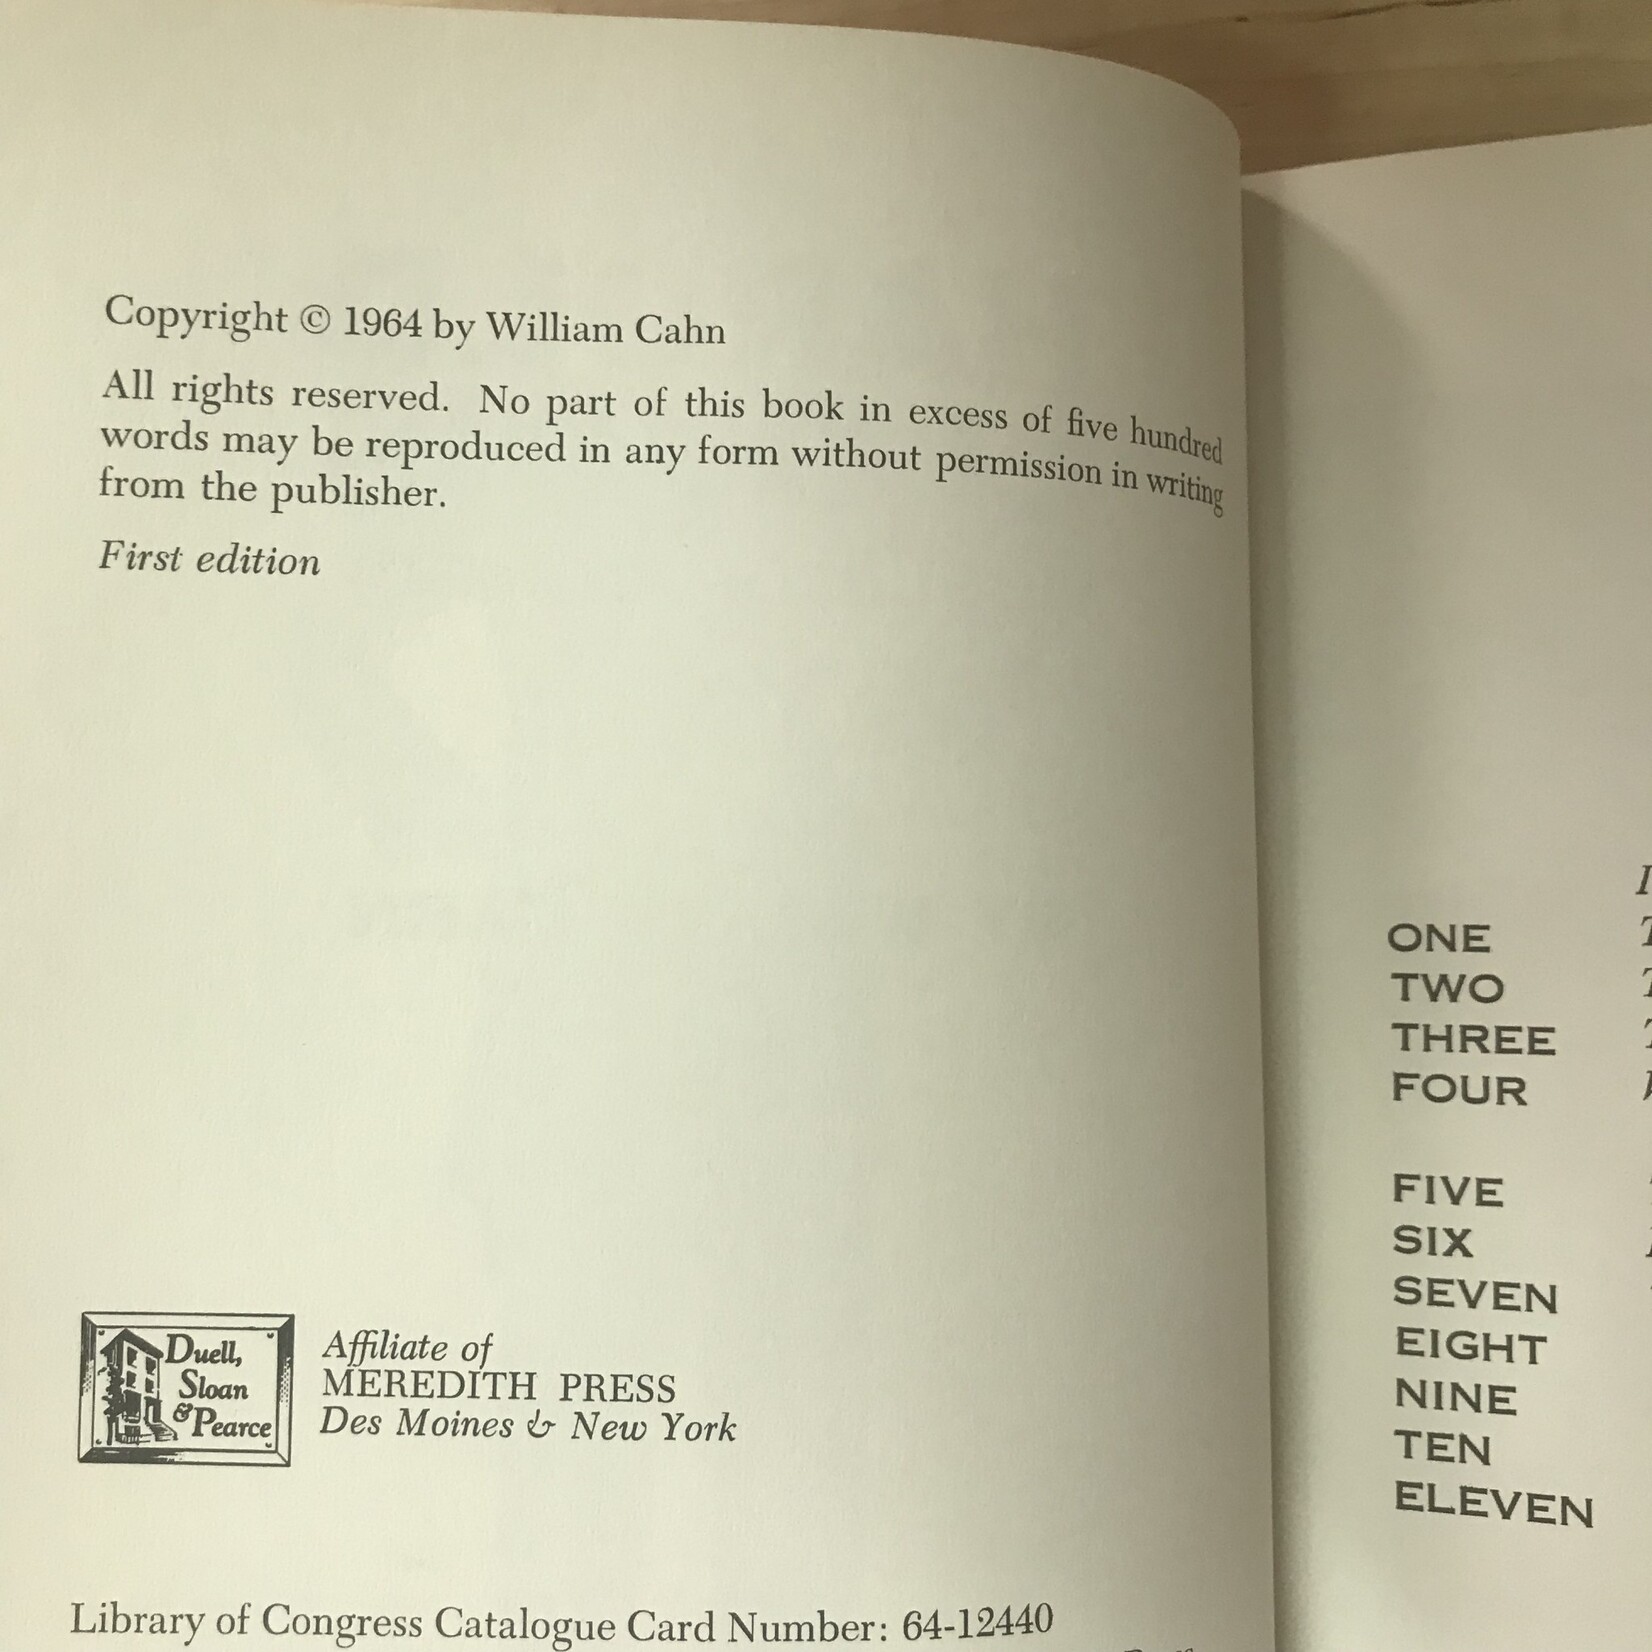 Copyright © 1964 by William Cahn
All rights reserved. No part of this book in excess of five hundred
words may be reproduced in any form without permission in writing
from the publisher.
First edition
Duell,
Sloan
& Pearce
Affiliate of
MEREDITH PRESS
Des Moines & New York
Library of Congress Catalogue Card Number: 64-12440
ONE
TWO
THREE
FOUR
FIVE
SIX
SEVEN
EIGHT
NINE
TEN
ELEVEN